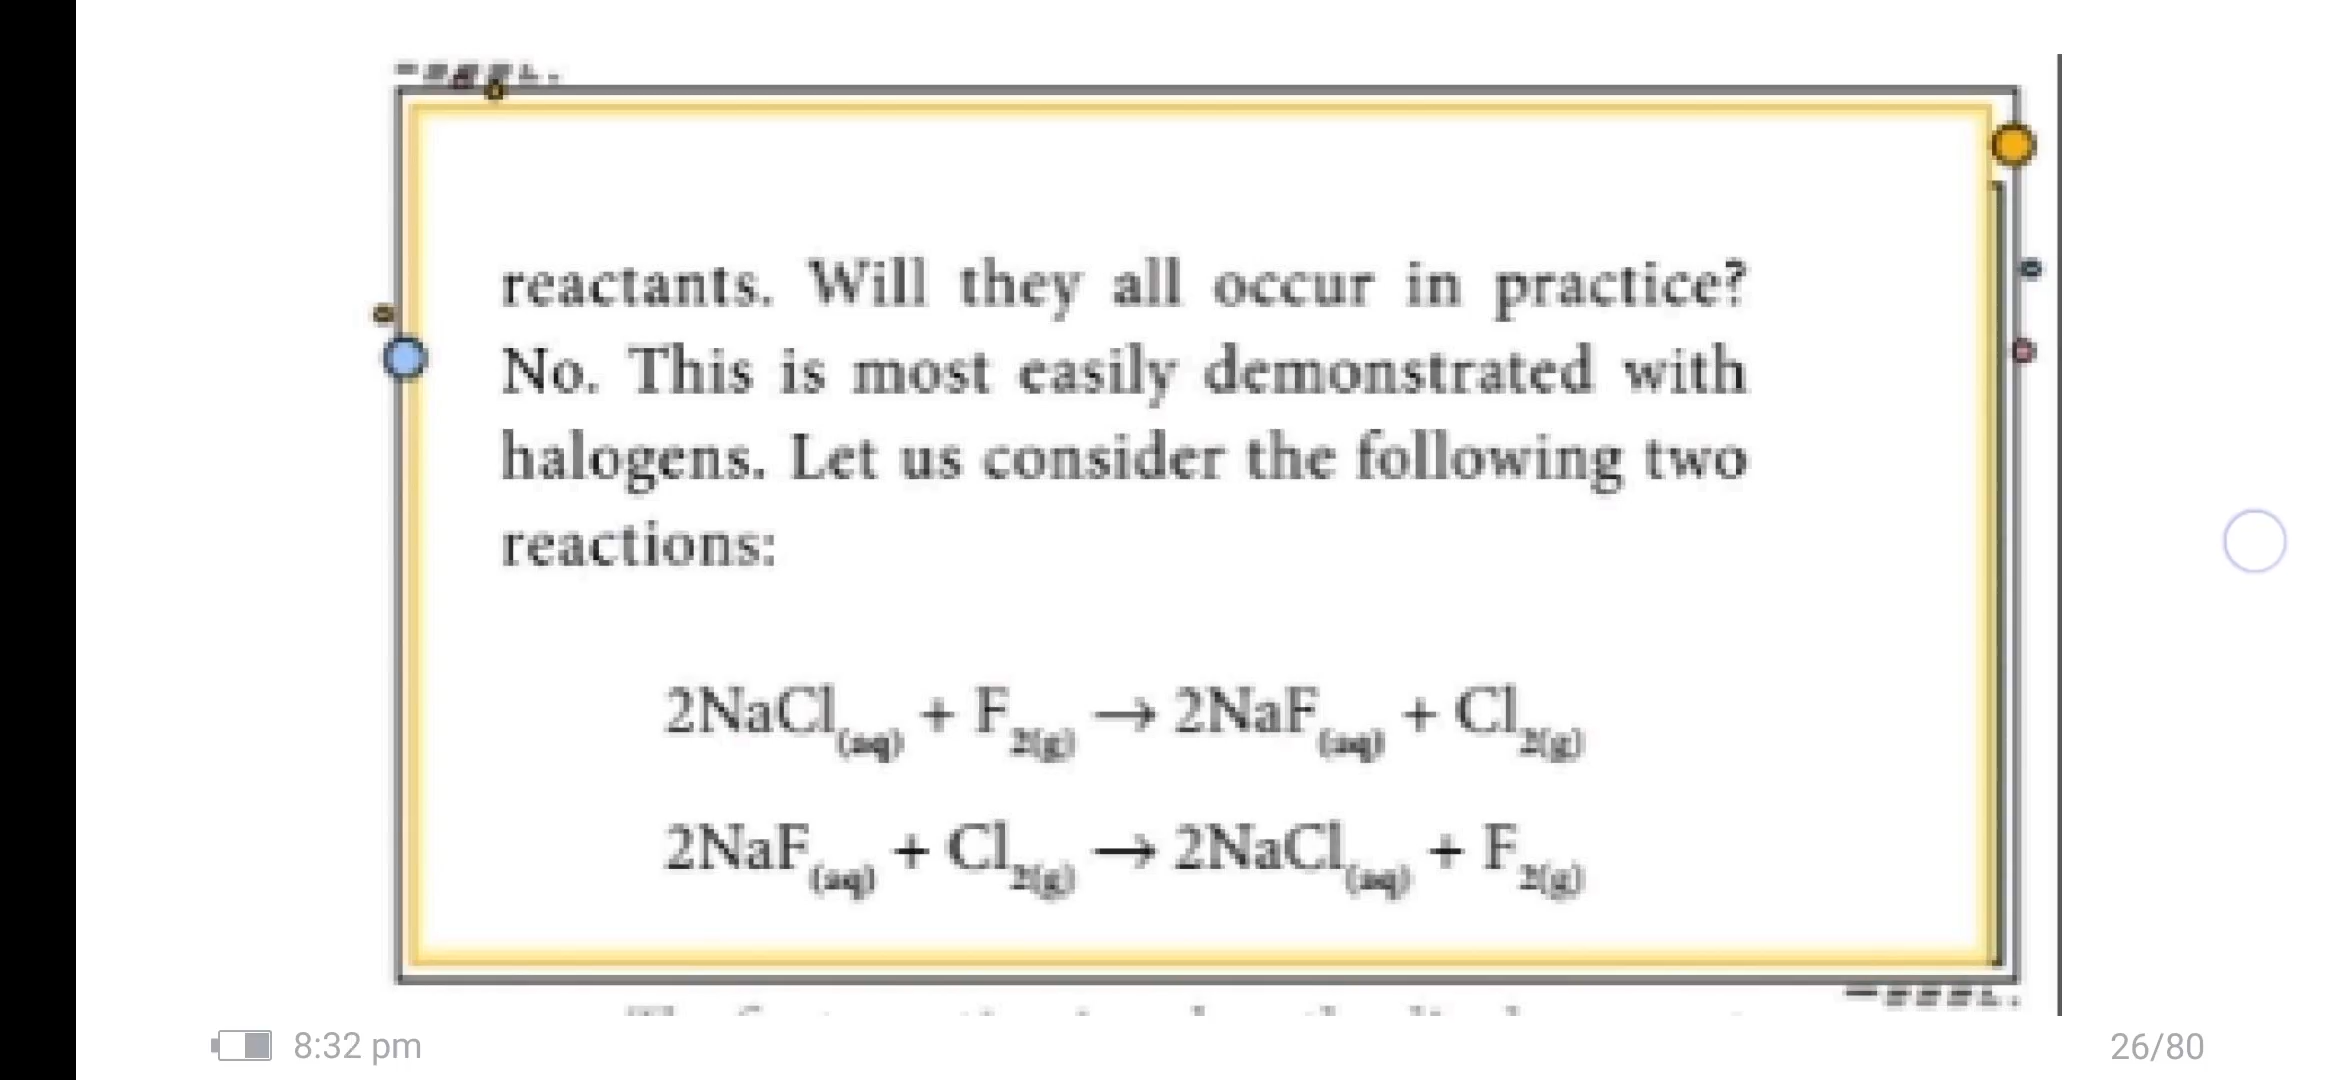 reactants. Will they all occur in practice?
No. This is most easily demonstrated with
halogens. Let us consider the following two
reactions:
2NaCl(aq) + F2(g) → 2NaF(aq) + Cl2(g)
2NaF(aq) + Cl2(g) → 2NaCl(aq) + F2(g)
8:32 pm
26/80